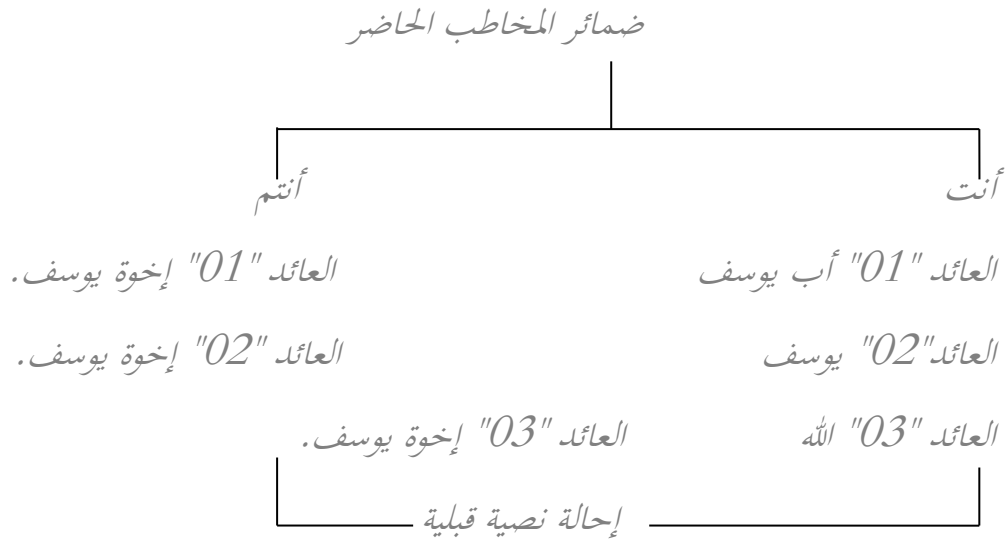 ضمائر المخاطب الحاضر
أنت أنتم
العائد "01" أب يوسف العائد "01" إخوة يوسف.
العائد"02" يوسف العائد "02" إخوة يوسف.
العائد "03" الله العائد "03" إخوة يوسف.
إحالة نصية قبلية